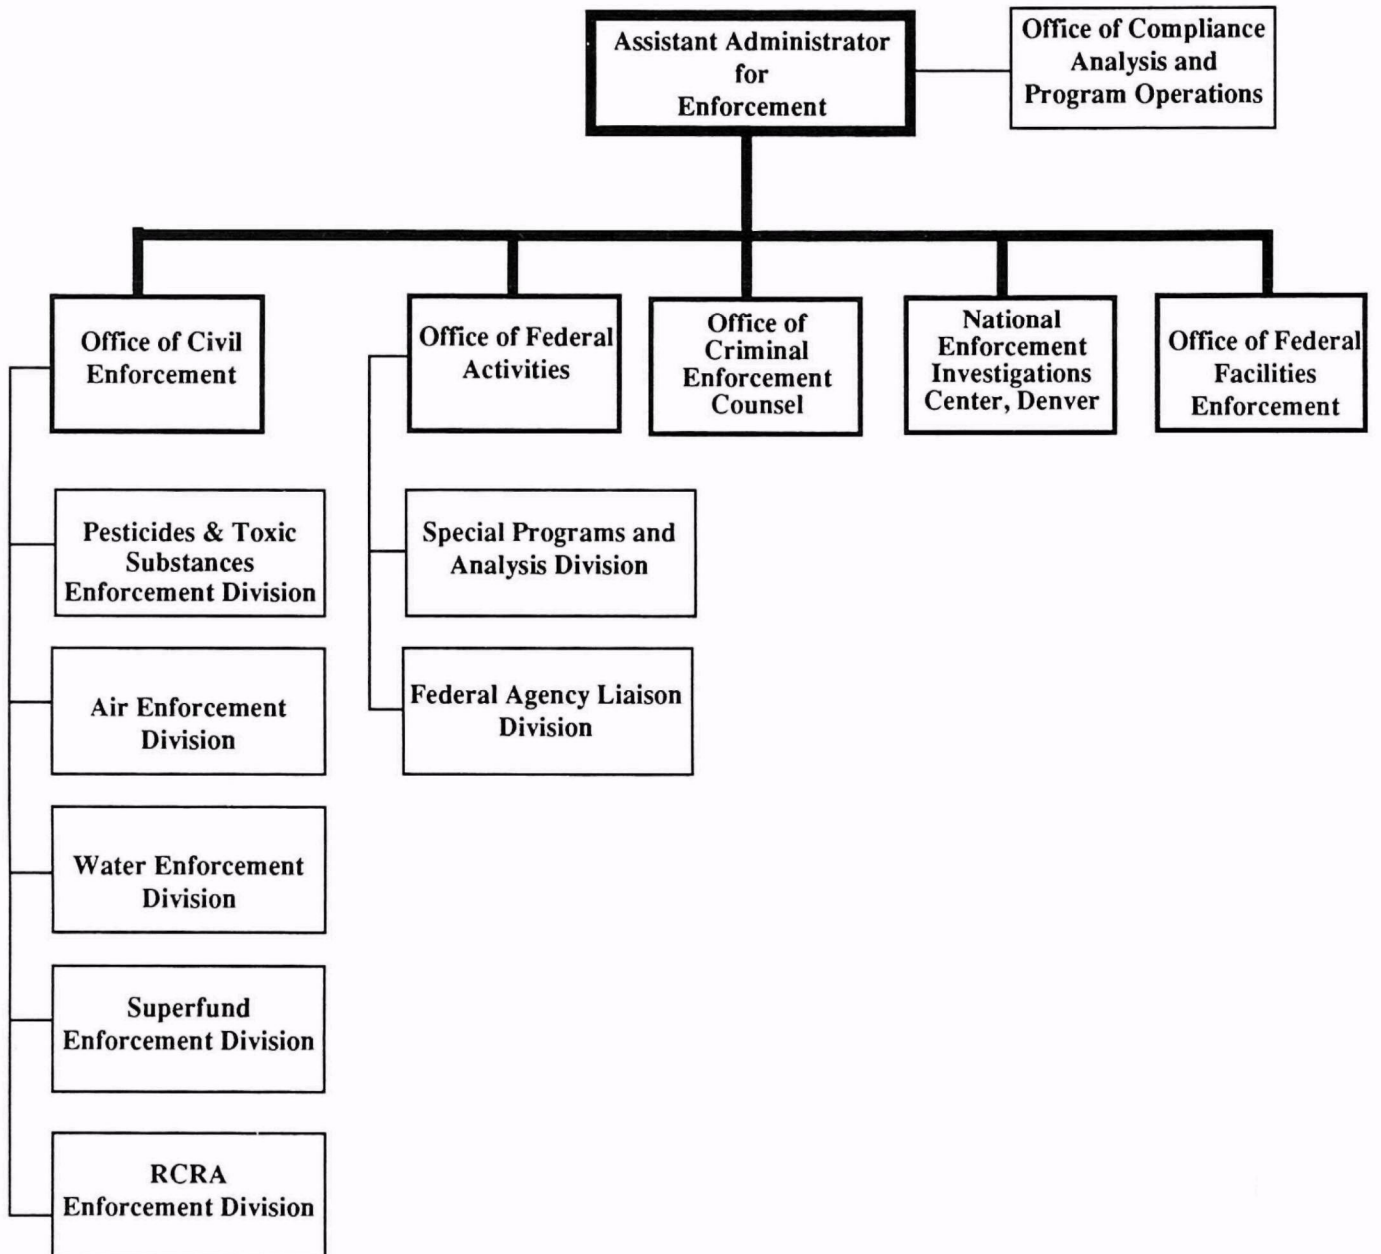 Assistant Administrator
for
Enforcement
Office of Compliance
Analysis and
Program Operations
Office of Civil
Enforcement
Office of Federal
Activities
Office of
Criminal
Enforcement
Counsel
National
Enforcement
Investigations
Center, Denver
Office of Federal
Facilities
Enforcement
Pesticides & Toxic
Substances
Enforcement Division
Special Programs and
Analysis Division
Air Enforcement
Division
Federal Agency Liaison
Division
Water Enforcement
Division
Superfund
Enforcement Division
RCRA
Enforcement Division